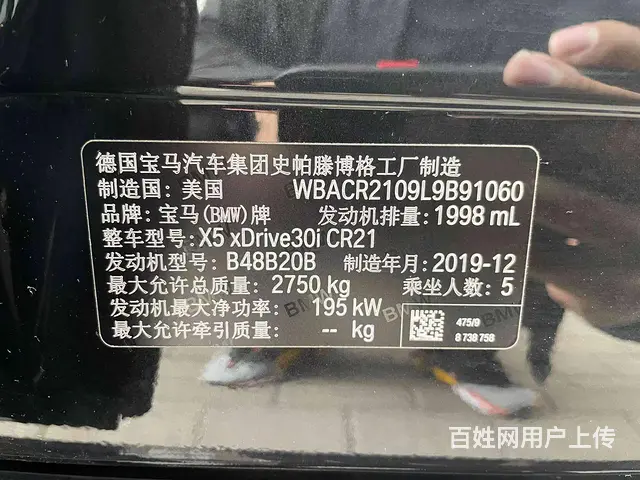 德国宝马汽车集团史帕滕博格工厂制造
制造国: 美国 WBACR2109L9B91060
品牌: 宝马(BMW)牌 发动机排量: 1998 mL
整车型号: X5 xDrive30i CR21
发动机型号: B48B20B 制造年月: 2019-12
最大允许总质量: 2750 kg 乘坐人数: 5
发动机最大净功率: 195 kW
最大允许牵引质量: -- kg
475/9
8 738 758
百姓网用户上传